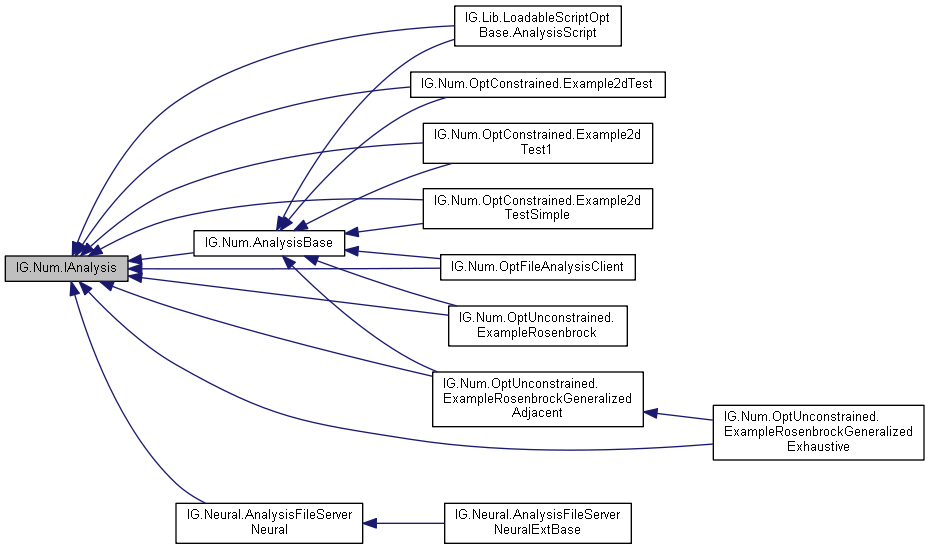 IG.Lib.LoadableScriptOpt
Base.AnalysisScript
IG.Num.OptConstrained.Example2dTest
IG.Num.OptConstrained.Example2d
Test1
IG.Num.OptConstrained.Example2d
TestSimple
IG.Num.AnalysisBase
IG.Num.IAnalysis
IG.Num.OptFileAnalysisClient
IG.Num.OptUnconstrained.
ExampleRosenbrock
IG.Num.OptUnconstrained.
ExampleRosenbrockGeneralized
Adjacent
IG.Num.OptUnconstrained.
ExampleRosenbrockGeneralized
Exhaustive
IG.Neural.AnalysisFileServer
Neural
IG.Neural.AnalysisFileServer
NeuralExtBase